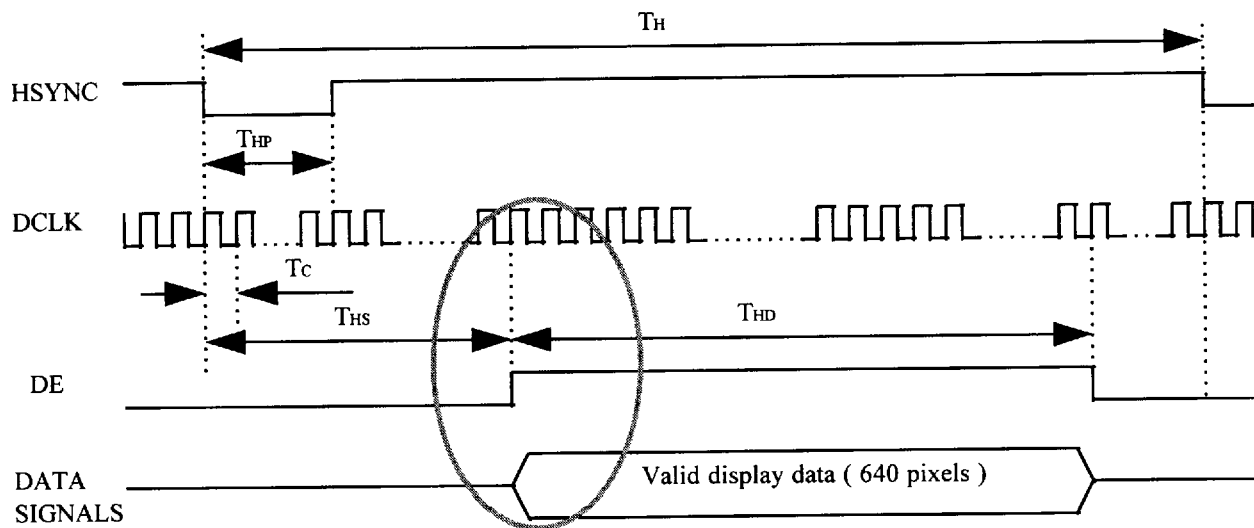 TH
HSYNC
THP
DCLK
TC
THS
THD
DE
Valid display data ( 640 pixels )
DATA
SIGNALS